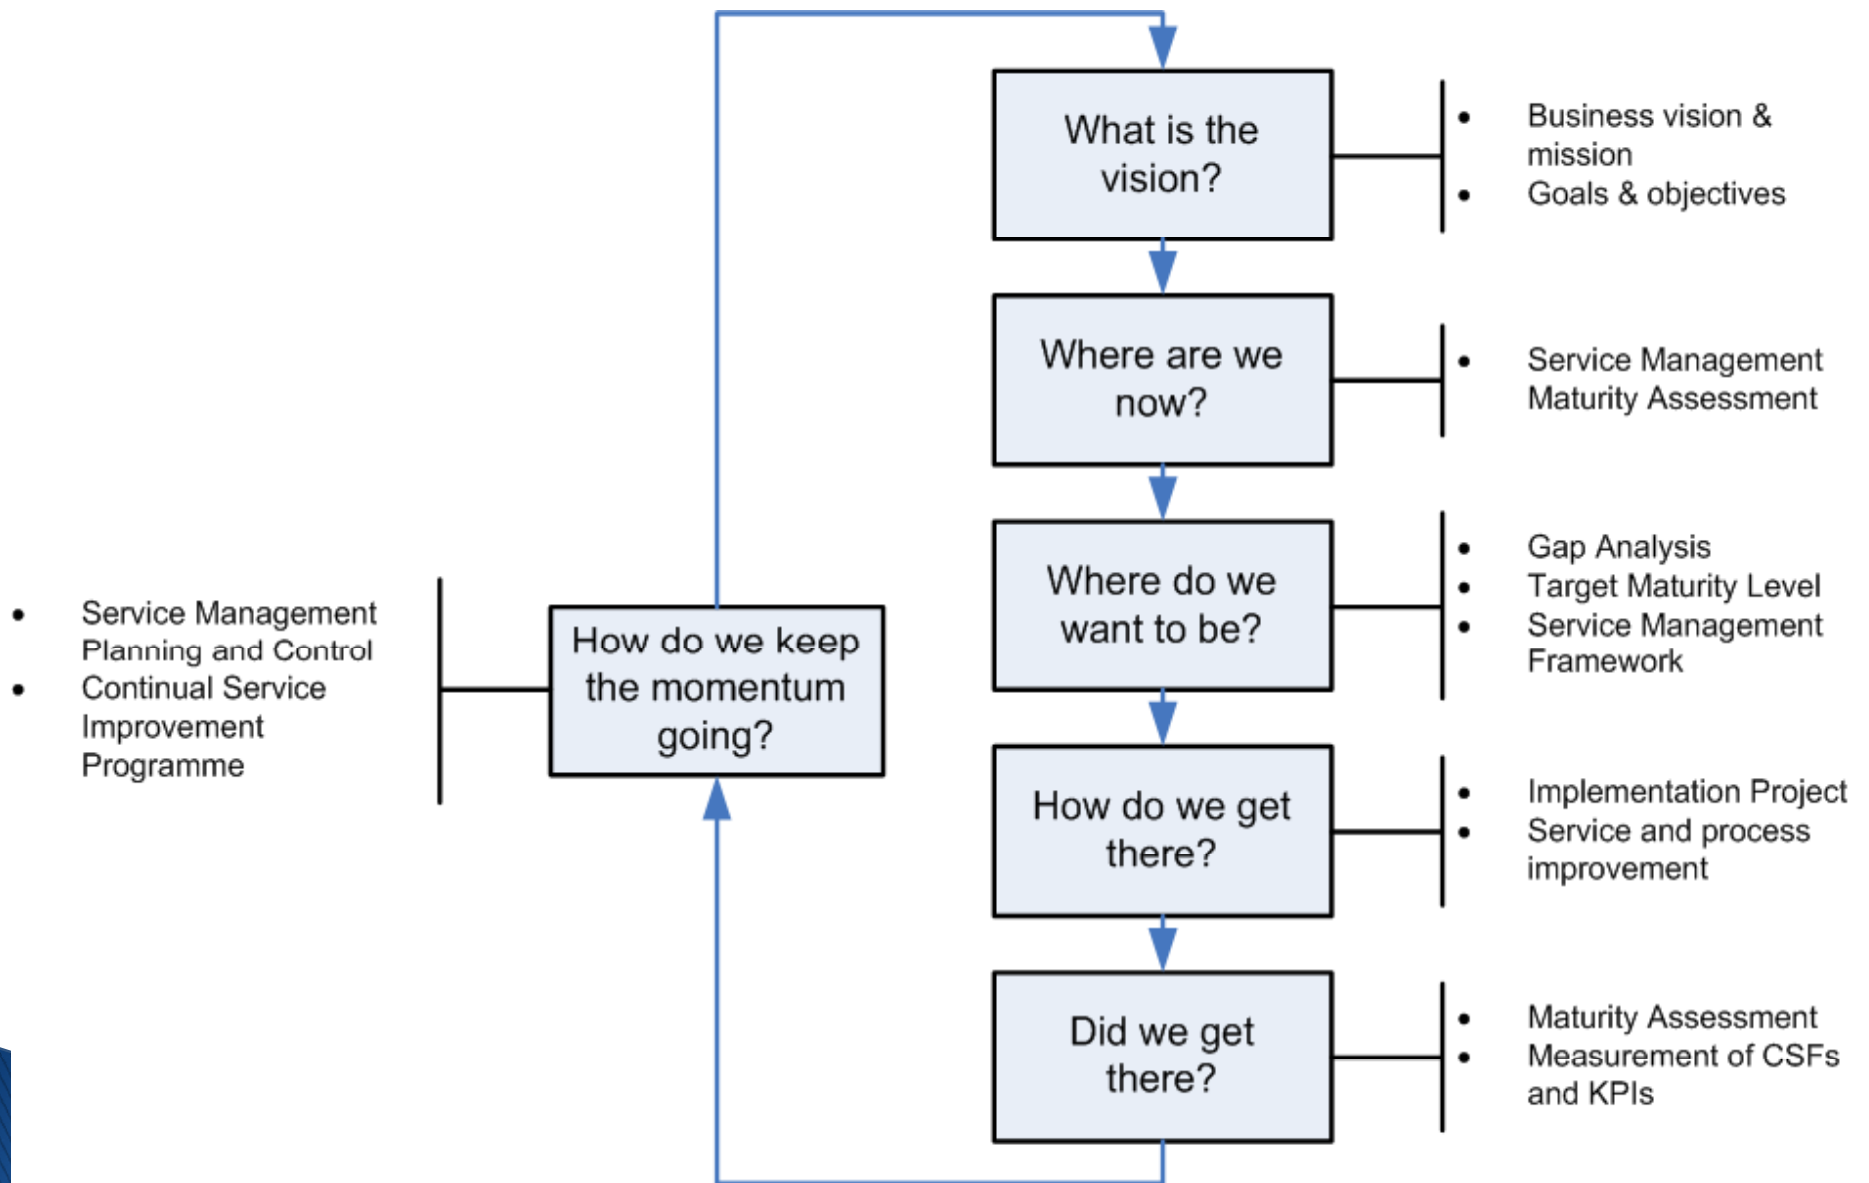 What is the
vision?
• Business vision &
mission
• Goals & objectives
Where are we
now?
• Service Management
Maturity Assessment
Where do we
want to be?
• Gap Analysis
• Target Maturity Level
• Service Management
Framework
How do we get
there?
• Implementation Project
• Service and process
improvement
Did we get
there?
• Maturity Assessment
• Measurement of CSFs
and KPIs
How do we keep
the momentum
going?
• Service Management
Planning and Control
• Continual Service
Improvement
Programme